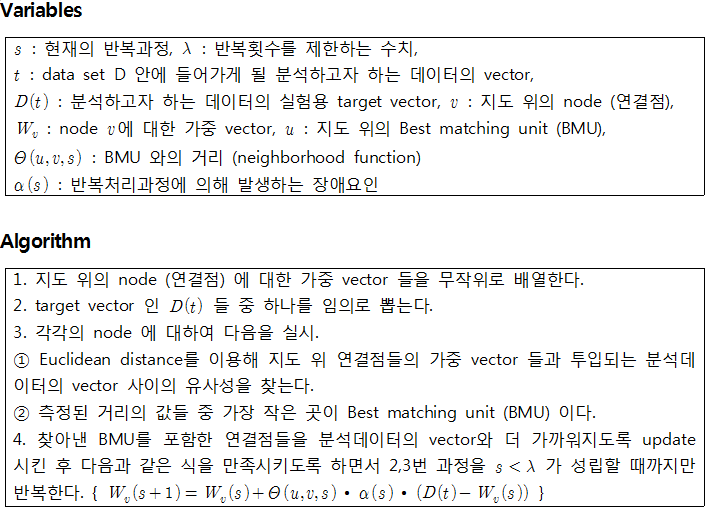 Variables
s : 현재의 반복과정, λ : 반복횟수를 제한하는 수치,
t : data set D 안에 들어가게 될 분석하고자 하는 데이터의 vector,
D(t) : 분석하고자 하는 데이터의 실험용 target vector, v : 지도 위의 node (연결점),
W_v : node v에 대한 가중 vector, u : 지도 위의 Best matching unit (BMU),
Θ(u,v,s) : BMU 와의 거리 (neighborhood function)
α(s) : 반복처리과정에 의해 발생하는 장애요인
Algorithm
1. 지도 위의 node (연결점) 에 대한 가중 vector 들을 무작위로 배열한다.
2. target vector 인 D(t) 들 중 하나를 임의로 뽑는다.
3. 각각의 node 에 대하여 다음을 실시.
① Euclidean distance를 이용해 지도 위 연결점들의 가중 vector 들과 투입되는 분석데
이터의 vector 사이의 유사성을 찾는다.
② 측정된 거리의 값들 중 가장 작은 곳이 Best matching unit (BMU) 이다.
4. 찾아낸 BMU를 포함한 연결점들을 분석데이터의 vector와 더 가까워지도록 update
시킨 후 다음과 같은 식을 만족시키도록 하면서 2,3번 과정을 s<λ 가 성립할 때까지만
반복한다. { W_v(s+1)=W_v(s)+Θ(u,v,s) • α(s) • (D(t)−W_v(s)) }